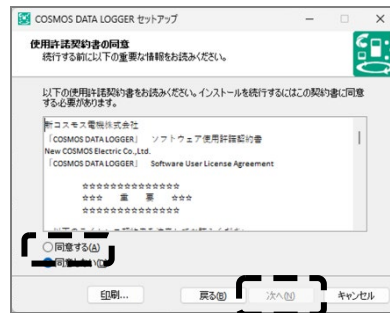 COSMOS DATA LOGGER セットアップ
使用許諾契約書の同意
続行する前に以下の重要な情報をお読みください。
以下の使用許諾契約書をお読みください。インストールを続行するにはこの契約書に同意
する必要があります。
新コスモス電機株式会社
「COSMOS DATA LOGGER」 ソフトウェア使用許諾契約書
New COSMOS Electric Co.,Ltd.
「COSMOS DATA LOGGER」 Software User License Agreement
☆☆☆☆☆☆☆☆☆☆☆☆☆☆
☆☆☆ 重 要 ☆☆☆
☆☆☆☆☆☆☆☆☆☆☆☆☆☆
同意する(A)
同意しない(D)
印刷... 戻る(B) 次へ(N) キャンセル